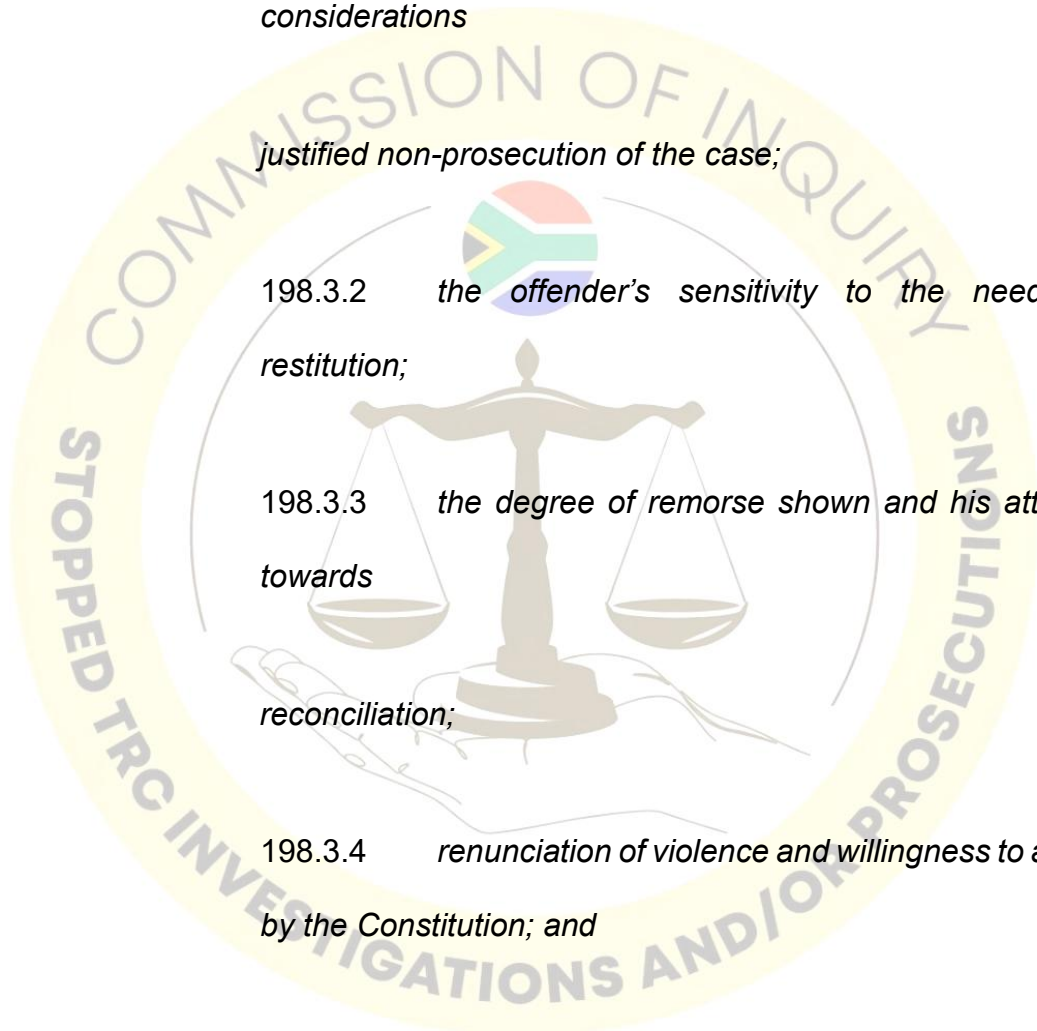 considerations
COMMISSION OF INQUIRY
justified non-prosecution of the case;
198.3.2 the offender's sensitivity to the need
restitution;
198.3.3 the degree of remorse shown and his
towards
reconciliation;
198.3.4 renunciation of violence and willingness to
by the Constitution; and
STOPPED TRC INVESTIGATIONS AND/OR PROSECUTIONS